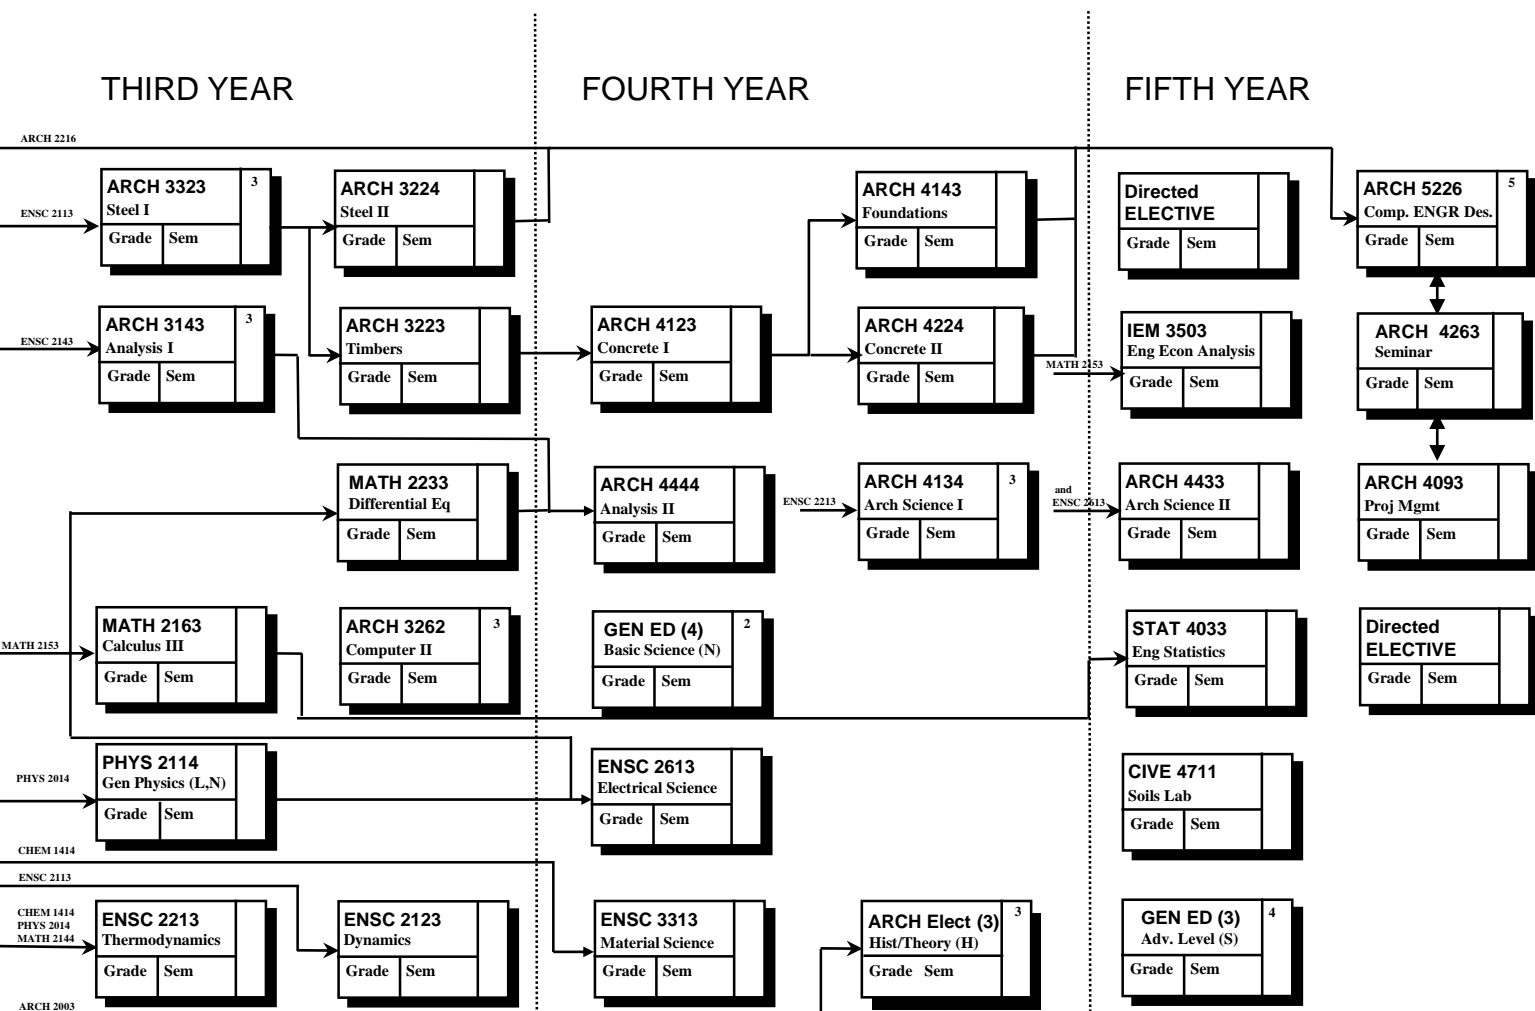 THIRD YEAR
FOURTH YEAR
FIFTH YEAR
ARCH 2216
ENSC 2113
ARCH 3323
3
Steel I
Grade Sem
ARCH 3224
Steel II
Grade Sem
ARCH 4143
Foundations
Grade Sem
Directed
ELECTIVE
Grade Sem
ARCH 5226
5
Comp. ENGR Des.
Grade Sem
ENSC 2143
ARCH 3143
3
Analysis I
Grade Sem
ARCH 3223
Timbers
Grade Sem
ARCH 4123
Concrete I
Grade Sem
ARCH 4224
Concrete II
Grade Sem
MATH 2153
IEM 3503
Eng Econ Analysis
Grade Sem
ARCH 4263
Seminar
Grade Sem
MATH 2233
Differential Eq
Grade Sem
ARCH 4444
Analysis II
Grade Sem
ENSC 2213
ARCH 4134
3
Arch Science I
Grade Sem
and
ENSC 2613
ARCH 4433
Arch Science II
Grade Sem
ARCH 4093
Proj Mgmt
Grade Sem
MATH 2153
MATH 2163
Calculus III
Grade Sem
ARCH 3262
3
Computer II
Grade Sem
GEN ED (4)
2
Basic Science (N)
Grade Sem
STAT 4033
Eng Statistics
Grade Sem
Directed
ELECTIVE
Grade Sem
PHYS 2014
PHYS 2114
Gen Physics (L,N)
Grade Sem
ENSC 2613
Electrical Science
Grade Sem
CIVE 4711
Soils Lab
Grade Sem
CHEM 1414
ENSC 2113
CHEM 1414
PHYS 2014
MATH 2144
ENSC 2213
Thermodynamics
Grade Sem
ENSC 2123
Dynamics
Grade Sem
ENSC 3313
Material Science
Grade Sem
ARCH Elect (3)
3
Hist/Theory (H)
Grade Sem
GEN ED (3)
4
Adv. Level (S)
Grade Sem
ARCH 2003